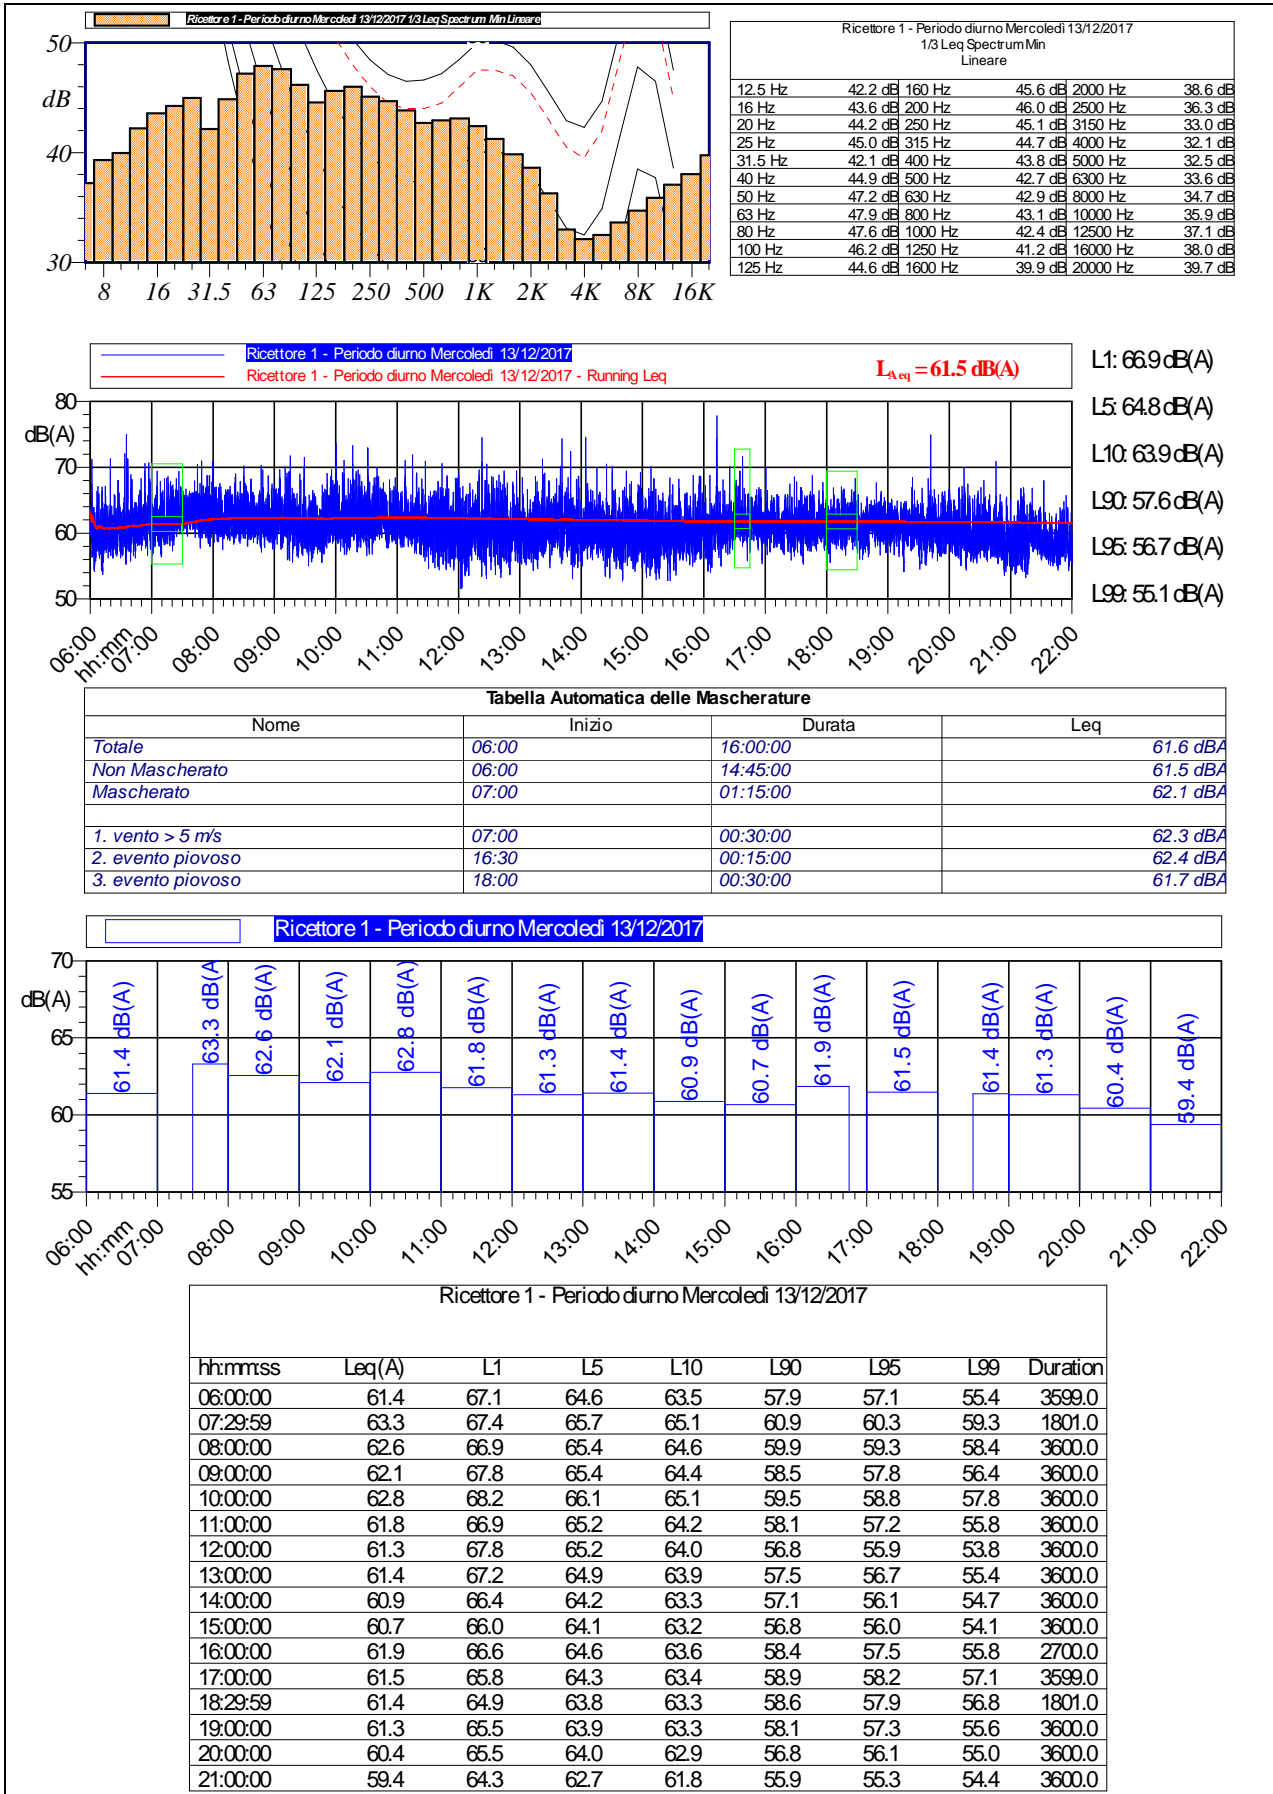 Ricettore 1 - Periodo diurno Mercoledì 13/12/2017 1/3 Leq Spectrum Min Lineare
50
dB
40
30
8 16 31.5 63 125 250 500 1K 2K 4K 8K 16K
Ricettore 1 - Periodo diurno Mercoledì 13/12/2017
1/3 Leq Spectrum Min
Lineare
12.5 Hz 42.2 dB 160 Hz 45.6 dB 2000 Hz 38.6 dB
16 Hz 43.6 dB 200 Hz 46.0 dB 2500 Hz 36.3 dB
20 Hz 44.2 dB 250 Hz 45.1 dB 3150 Hz 33.0 dB
25 Hz 45.0 dB 315 Hz 44.7 dB 4000 Hz 32.1 dB
31.5 Hz 42.1 dB 400 Hz 43.8 dB 5000 Hz 32.5 dB
40 Hz 44.9 dB 500 Hz 42.7 dB 6300 Hz 33.6 dB
50 Hz 47.2 dB 630 Hz 42.9 dB 8000 Hz 34.7 dB
63 Hz 47.9 dB 800 Hz 43.1 dB 10000 Hz 35.9 dB
80 Hz 47.6 dB 1000 Hz 42.4 dB 12500 Hz 37.1 dB
100 Hz 46.2 dB 1250 Hz 41.2 dB 16000 Hz 38.0 dB
125 Hz 44.6 dB 1600 Hz 39.9 dB 20000 Hz 39.7 dB
Ricettore 1 - Periodo diurno Mercoledì 13/12/2017
Ricettore 1 - Periodo diurno Mercoledì 13/12/2017 - Running Leq
LAeq = 61.5 dB(A)
L1: 66.9 dB(A)
L5: 64.8 dB(A)
L10: 63.9 dB(A)
L90: 57.6 dB(A)
L95: 56.7 dB(A)
L99: 55.1 dB(A)
80
dB(A)
70
60
50
06:00 07:00 08:00 09:00 10:00 11:00 12:00 13:00 14:00 15:00 16:00 17:00 18:00 19:00 20:00 21:00 22:00
hh:mm
Tabella Automatica delle Mascherature
Nome Inizio Durata Leq
Totale 06:00 16:00:00 61.6 dBA
Non Mascherato 06:00 14:45:00 61.5 dBA
Mascherato 07:00 01:15:00 62.1 dBA
1. vento > 5 m/s 07:00 00:30:00 62.3 dBA
2. evento piovoso 16:30 00:15:00 62.4 dBA
3. evento piovoso 18:00 00:30:00 61.7 dBA
Ricettore 1 - Periodo diurno Mercoledì 13/12/2017
70
dB(A)
65
60
55
61.4 dB(A) 63.3 dB(A 62.6 dB(A) 62.1 dB(A) 62.8 dB(A) 61.8 dB(A) 61.3 dB(A) 61.4 dB(A) 60.9 dB(A) 60.7 dB(A) 61.9 dB(A) 61.5 dB(A) 61.4 dB(A) 61.3 dB(A) 60.4 dB(A) 59.4 dB(A)
06:00 07:00 08:00 09:00 10:00 11:00 12:00 13:00 14:00 15:00 16:00 17:00 18:00 19:00 20:00 21:00 22:00
hh:mm
Ricettore 1 - Periodo diurno Mercoledì 13/12/2017
hh:mm:ss Leq(A) L1 L5 L10 L90 L95 L99 Duration
06:00:00 61.4 67.1 64.6 63.5 57.9 57.1 55.4 3599.0
07:29:59 63.3 67.4 65.7 65.1 60.9 60.3 59.3 1801.0
08:00:00 62.6 66.9 65.4 64.6 59.9 59.3 58.4 3600.0
09:00:00 62.1 67.8 65.4 64.4 58.5 57.8 56.4 3600.0
10:00:00 62.8 68.2 66.1 65.1 59.5 58.8 57.8 3600.0
11:00:00 61.8 66.9 65.2 64.2 58.1 57.2 55.8 3600.0
12:00:00 61.3 67.8 65.2 64.0 56.8 55.9 53.8 3600.0
13:00:00 61.4 67.2 64.9 63.9 57.5 56.7 55.4 3600.0
14:00:00 60.9 66.4 64.2 63.3 57.1 56.1 54.7 3600.0
15:00:00 60.7 66.0 64.1 63.2 56.8 56.0 54.1 3600.0
16:00:00 61.9 66.6 64.6 63.6 58.4 57.5 55.8 2700.0
17:00:00 61.5 65.8 64.3 63.4 58.9 58.2 57.1 3599.0
18:29:59 61.4 64.9 63.8 63.3 58.6 57.9 56.8 1801.0
19:00:00 61.3 65.5 63.9 63.3 58.1 57.3 55.6 3600.0
20:00:00 60.4 65.5 64.0 62.9 56.8 56.1 55.0 3600.0
21:00:00 59.4 64.3 62.7 61.8 55.9 55.3 54.4 3600.0